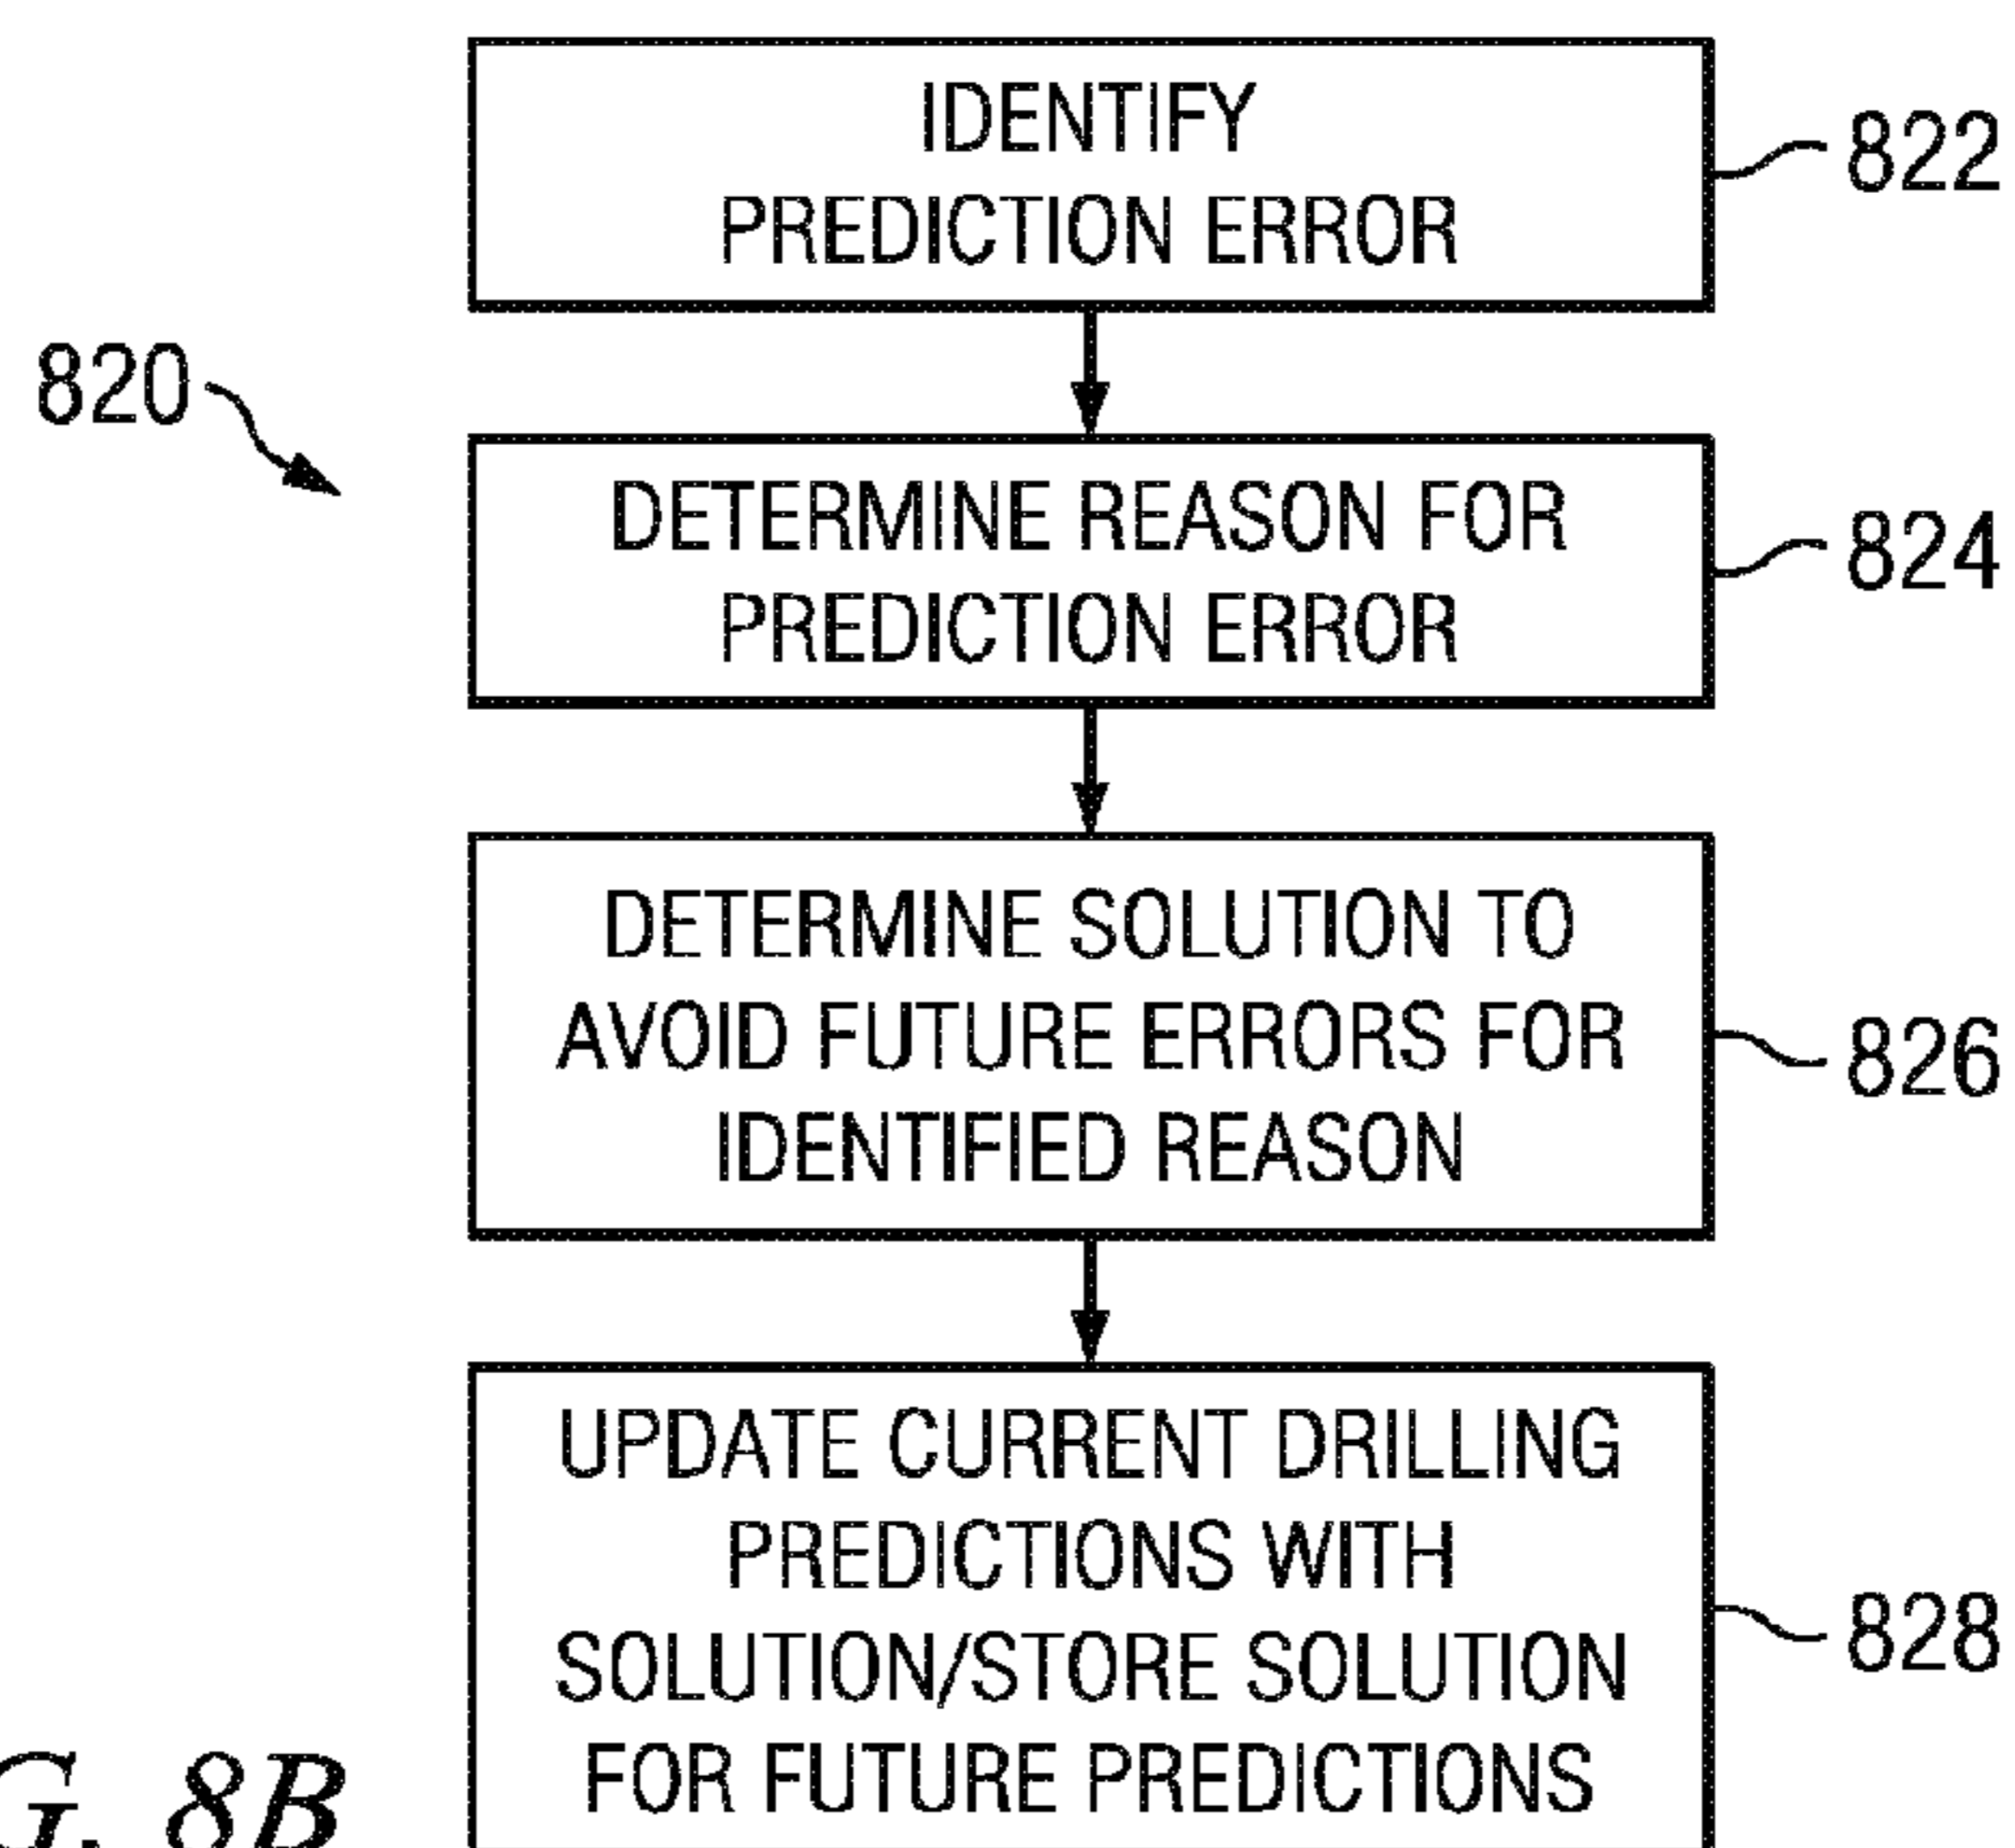 IDENTIFY
PREDICTION ERROR
822
820
DETERMINE REASON FOR
PREDICTION ERROR
824
DETERMINE SOLUTION TO
AVOID FUTURE ERRORS FOR
IDENTIFIED REASON
826
UPDATE CURRENT DRILLING
PREDICTIONS WITH
SOLUTION/STORE SOLUTION
FOR FUTURE PREDICTIONS
828
G. 8B